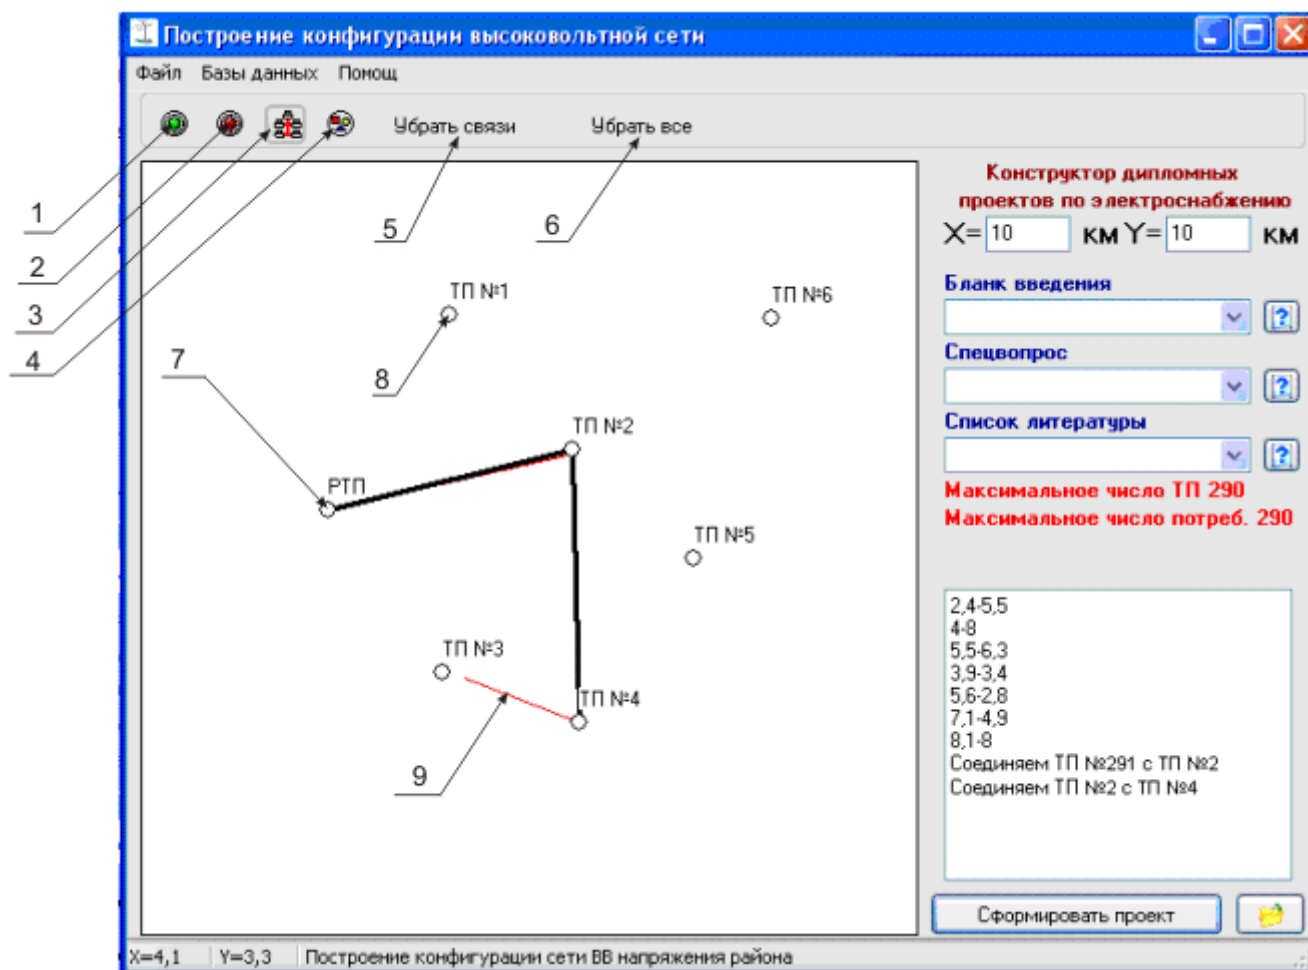 Построение конфигурации высоковольтной сети
Файл Базы данных Помощ
Убрать связи Убрать все
1
2
3
4
5
6
7
8
9
ТП №1
ТП №6
ТП №2
РТП
ТП №5
ТП №3
ТП №4
Конструктор дипломных
проектов по электроснабжению
X= 10 км Y= 10 км
Бланк введения
?
Спецвопрос
?
Список литературы
?
Максимальное число ТП 290
Максимальное число потреб. 290
2,4-5,5
4-8
5,5-6,3
3,9-3,4
5,6-2,8
7,1-4,9
8,1-8
Соединяем ТП №291 с ТП №2
Соединяем ТП №2 с ТП №4
Сформировать проект
X=4,1 Y=3,3 Построение конфигурации сети ВВ напряжения района